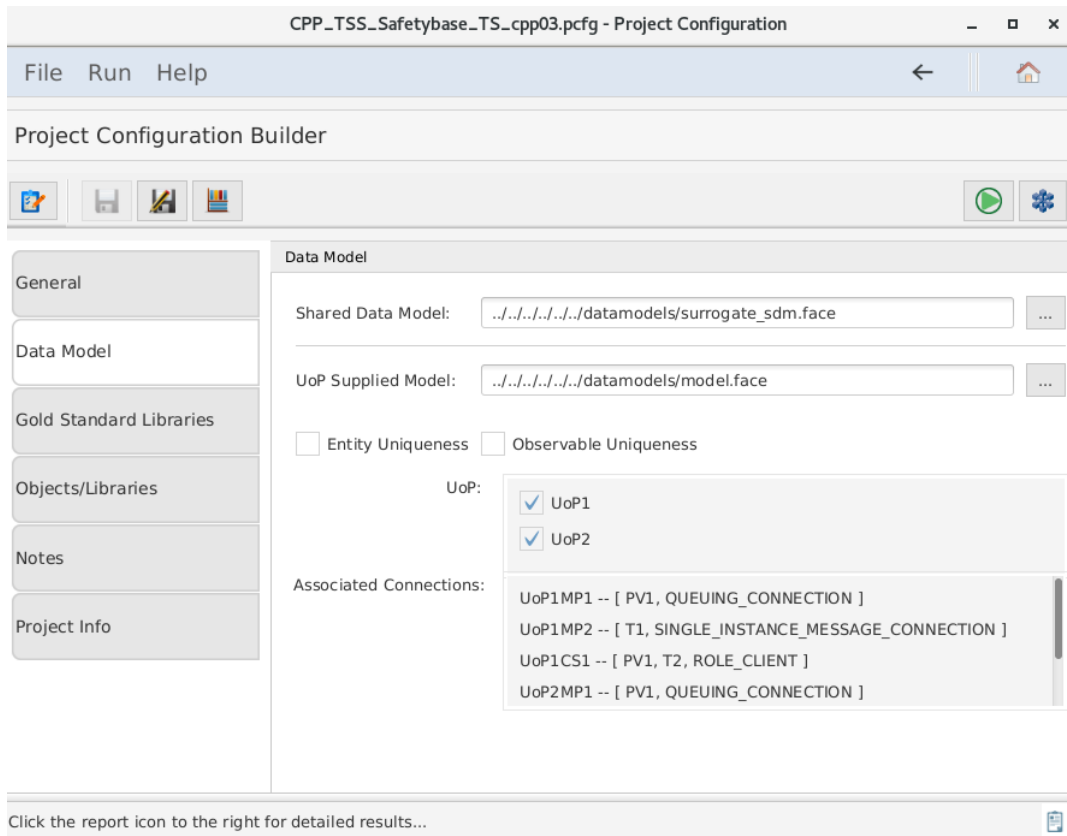 CPP_TSS_Safetybase_TS_cpp03.pcfg - Project Configuration
File Run Help
Project Configuration Builder
General
Data Model
Gold Standard Libraries
Objects/Libraries
Notes
Project Info
Data Model
Shared Data Model: ../../../../../../datamodels/surrogate_sdm.face ...
UoP Supplied Model: ../../../../../../datamodels/model.face ...
Entity Uniqueness Observable Uniqueness
UoP:
UoP1
UoP2
Associated Connections:
UoP1MP1 -- [ PV1, QUEUING_CONNECTION ]
UoP1MP2 -- [ T1, SINGLE_INSTANCE_MESSAGE_CONNECTION ]
UoP1CS1 -- [ PV1, T2, ROLE_CLIENT ]
UoP2MP1 -- [ PV1, QUEUING_CONNECTION ]
Click the report icon to the right for detailed results...